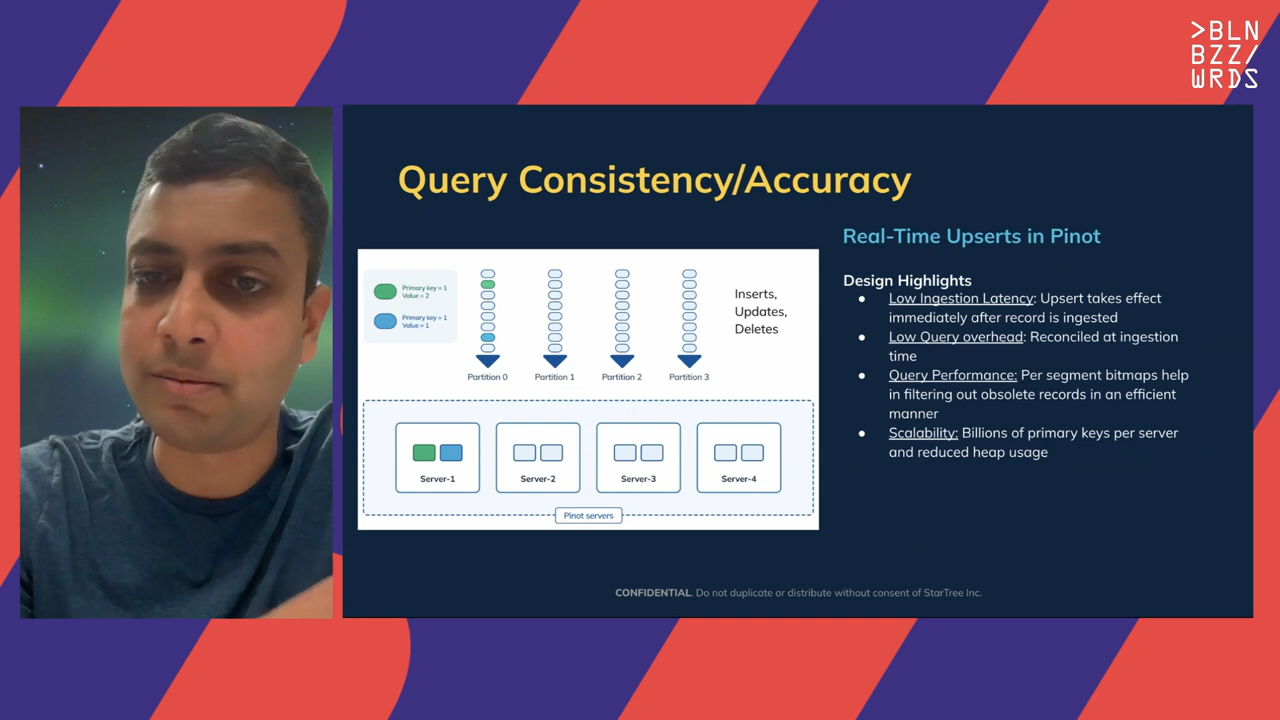 >BLN
BZZ/
WRDS
Query Consistency/Accuracy
Primary key = 1
Value = 2
Primary key = 1
Value = 1
Inserts,
Updates,
Deletes
Partition 0
Partition 1
Partition 2
Partition 3
Server-1
Server-2
Server-3
Server-4
Pinot servers
Real-Time Upserts in Pinot
Design Highlights
● Low Ingestion Latency: Upsert takes effect
immediately after record is ingested
● Low Query overhead: Reconciled at ingestion
time
● Query Performance: Per segment bitmaps help
in filtering out obsolete records in an efficient
manner
● Scalability: Billions of primary keys per server
and reduced heap usage
CONFIDENTIAL. Do not duplicate or distribute without consent of StarTree Inc.